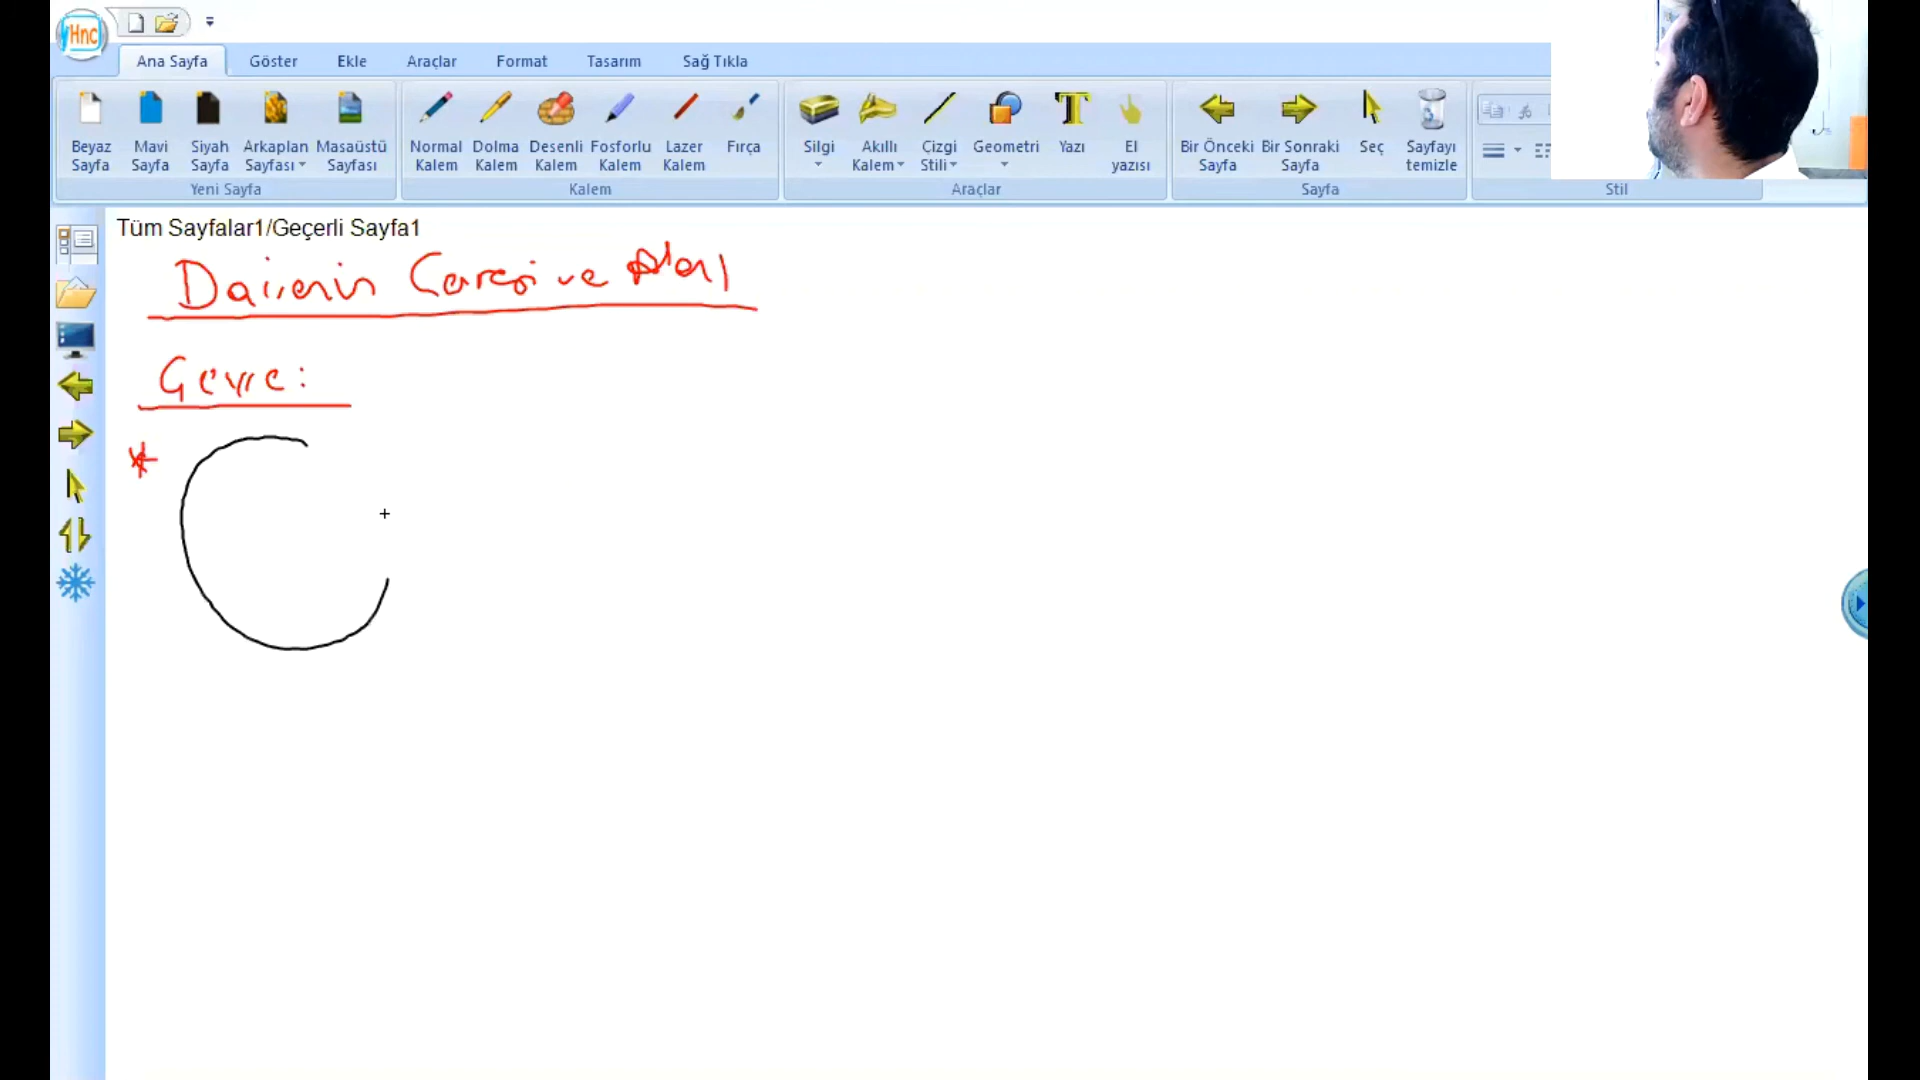 Hnc
Ana Sayfa Göster Ekle Araçlar Format Tasarım Sağ Tıkla
Beyaz Sayfa Mavi Sayfa Siyah Sayfa Arkaplan Sayfası Masaüstü Sayfası
Yeni Sayfa
Normal Kalem Dolma Kalem Desenli Kalem Fosforlu Kalem Lazer Kalem Fırça
Kalem
Silgi Akıllı Kalem Çizgi Stili Geometri Yazı El yazısı
Araçlar
Bir Önceki Sayfa Bir Sonraki Sayfa Seç Sayfayı temizle
Sayfa
Stil
Tüm Sayfalar1/Geçerli Sayfa1
Dairenin Çevresi ve Alanı
Çevre: